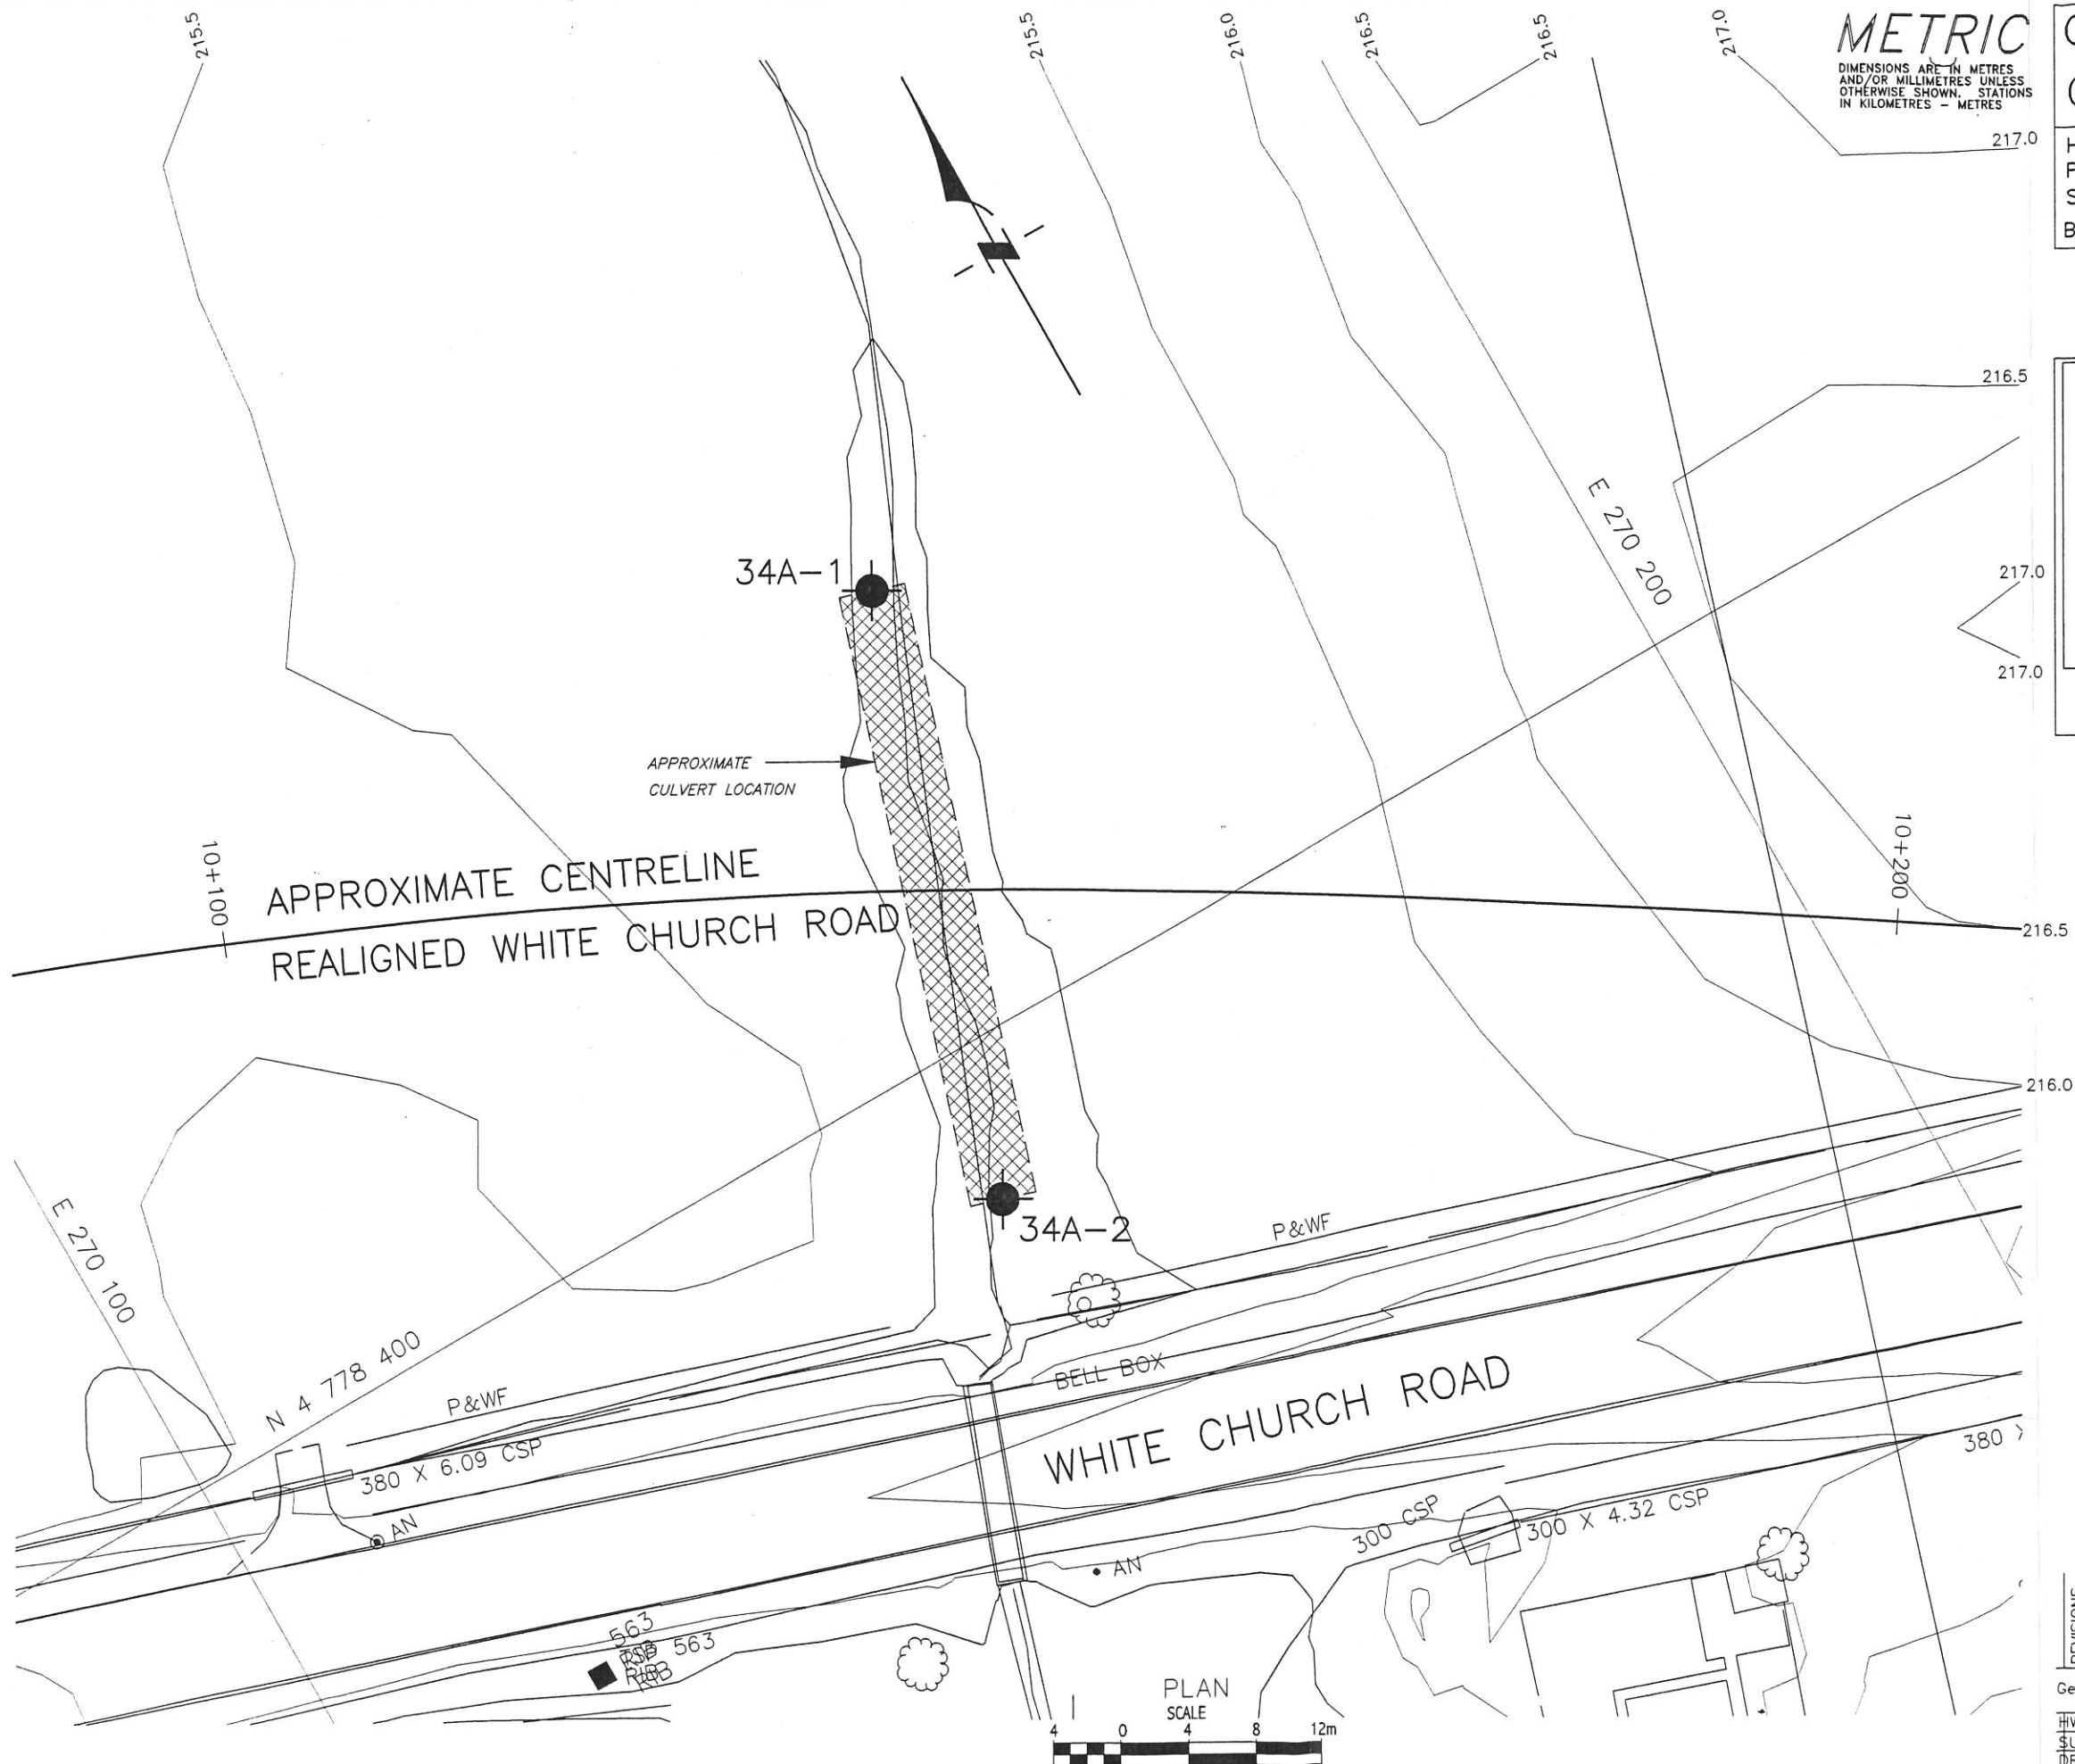 215.5
215.5
216.0
216.5
216.5
217.0
METRIC
DIMENSIONS ARE IN METRES
AND/OR MILLIMETRES UNLESS
OTHERWISE SHOWN. STATIONS
IN KILOMETRES – METRES
217.0
216.5
E 270 200
34A–1
217.0
217.0
APPROXIMATE
CULVERT LOCATION
10+100
10+200
APPROXIMATE CENTRELINE
REALIGNED WHITE CHURCH ROAD
216.5
216.0
E 270 100
34A–2
P&WF
N 4 778 400
P&WF
BELL BOX
WHITE CHURCH ROAD
380 X 6.09 CSP
380
AN
300 CSP
300 X 4.32 CSP
AN
563
563
PLAN
SCALE
4 0 4 8 12m
REVISIONS